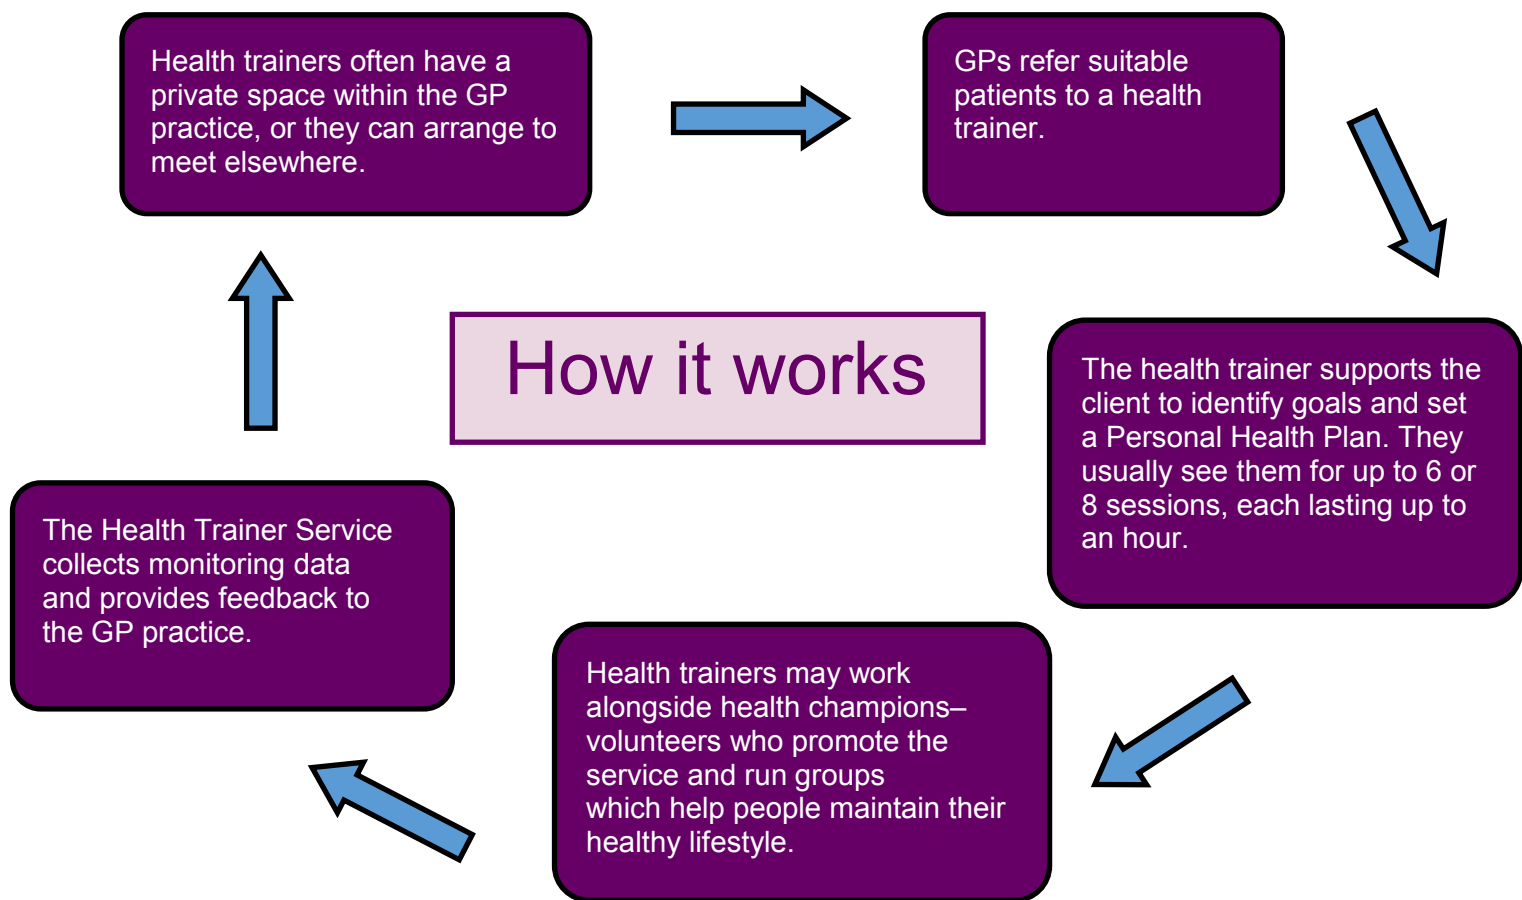 Health trainers often have a
private space within the GP
practice, or they can arrange to
meet elsewhere.
GPs refer suitable
patients to a health
trainer.
How it works
The health trainer supports the
client to identify goals and set
a Personal Health Plan. They
usually see them for up to 6 or
8 sessions, each lasting up to
an hour.
Health trainers may work
alongside health champions–
volunteers who promote the
service and run groups
which help people maintain their
healthy lifestyle.
The Health Trainer Service
collects monitoring data
and provides feedback to
the GP practice.